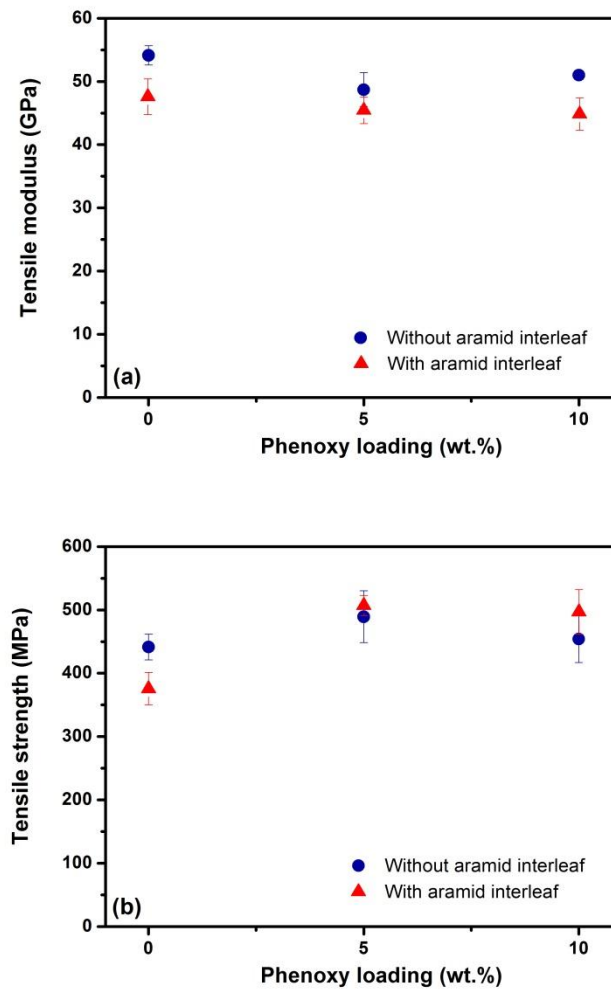 60
50
40
30
20
10
0
Tensile modulus (GPa)
Without aramid interleaf
With aramid interleaf
(a)
0 5 10
Phenoxy loading (wt.%)
600
500
400
300
200
100
0
Tensile strength (MPa)
Without aramid interleaf
With aramid interleaf
(b)
0 5 10
Phenoxy loading (wt.%)